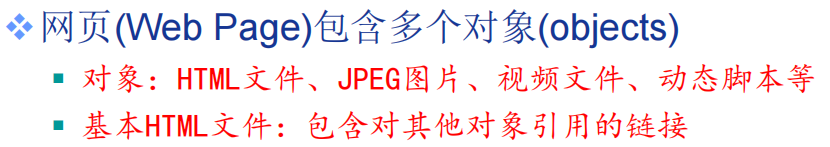 网页(Web Page)包含多个对象(objects)
对象：HTML文件、JPEG图片、视频文件、动态脚本等
基本HTML文件：包含对其他对象引用的链接